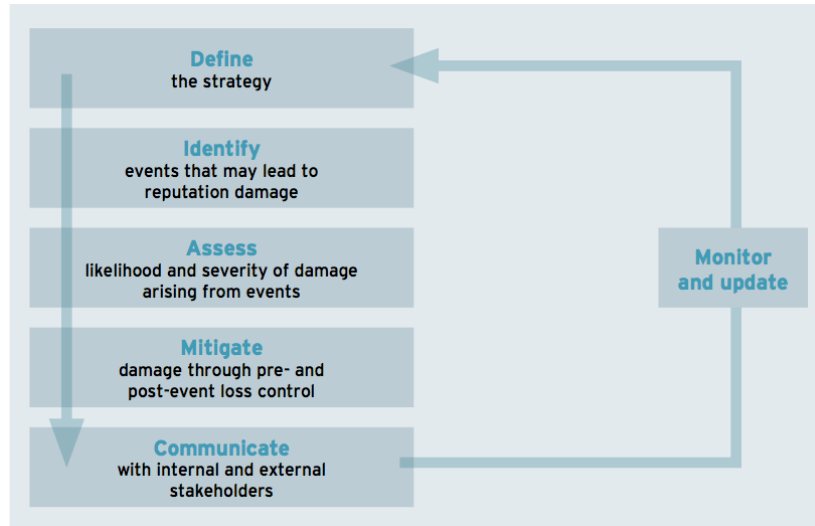 Define
the strategy
Identify
events that may lead to
reputation damage
Assess
likelihood and severity of damage
arising from events
Mitigate
damage through pre- and
post-event loss control
Communicate
with internal and external
stakeholders
Monitor
and update